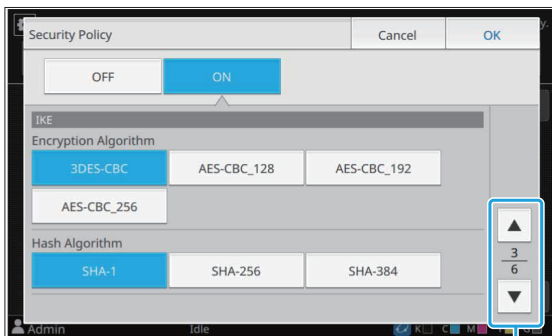 Security Policy
Cancel
OK
OFF
ON
IKE
Encryption Algorithm
3DES-CBC
AES-CBC_128
AES-CBC_192
AES-CBC_256
Hash Algorithm
SHA-1
SHA-256
SHA-384
3
6
Admin
Idle
K
C
M